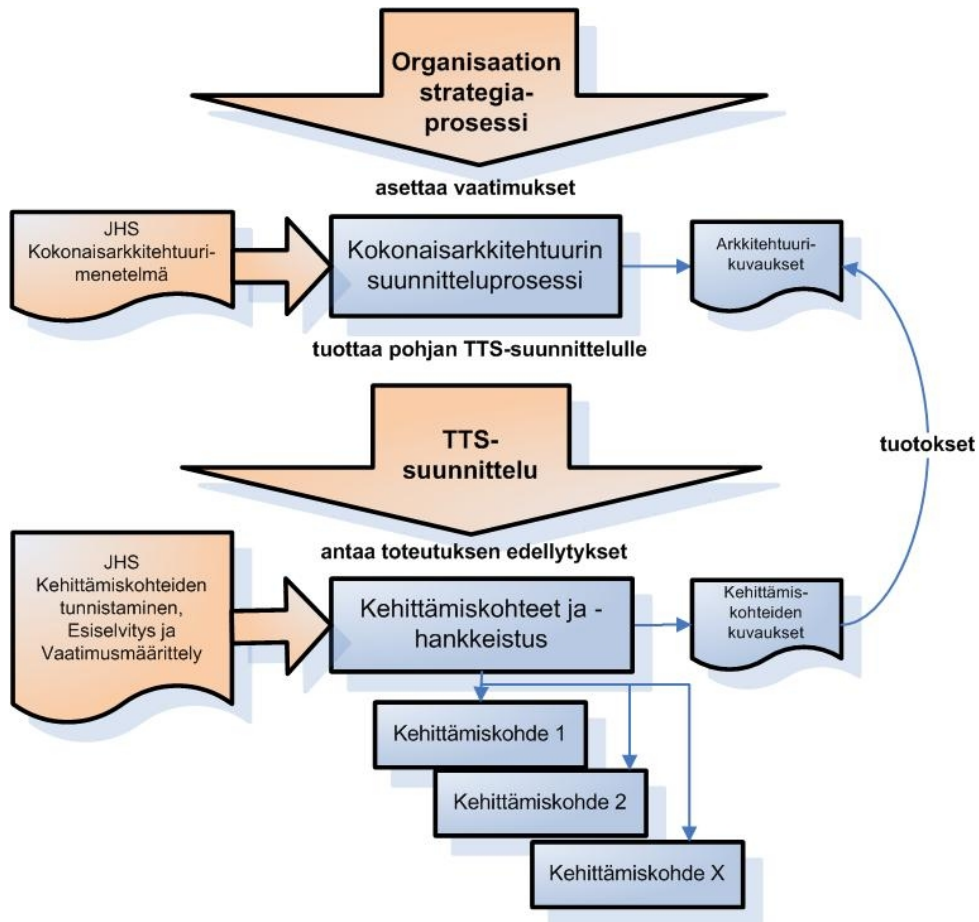 Organisaation
strategia-
prosessi
asettaa vaatimukset
JHS
Kokonaisarkkitehtuuri-
menetelmä
Kokonaisarkkitehtuurin
suunnitteluprosessi
Arkkitehtuuri-
kuvaukset
tuottaa pohjan TTS-suunnittelulle
TTS-
suunnittelu
tuotokset
antaa toteutuksen edellytykset
JHS
Kehittämiskohteiden
tunnistaminen,
Esiselvitys ja
Vaatimusmäärittely
Kehittämiskohteet ja -
hankkeistus
Kehittämis-
kohteiden
kuvaukset
Kehittämiskohde 1
Kehittämiskohde 2
Kehittämiskohde X